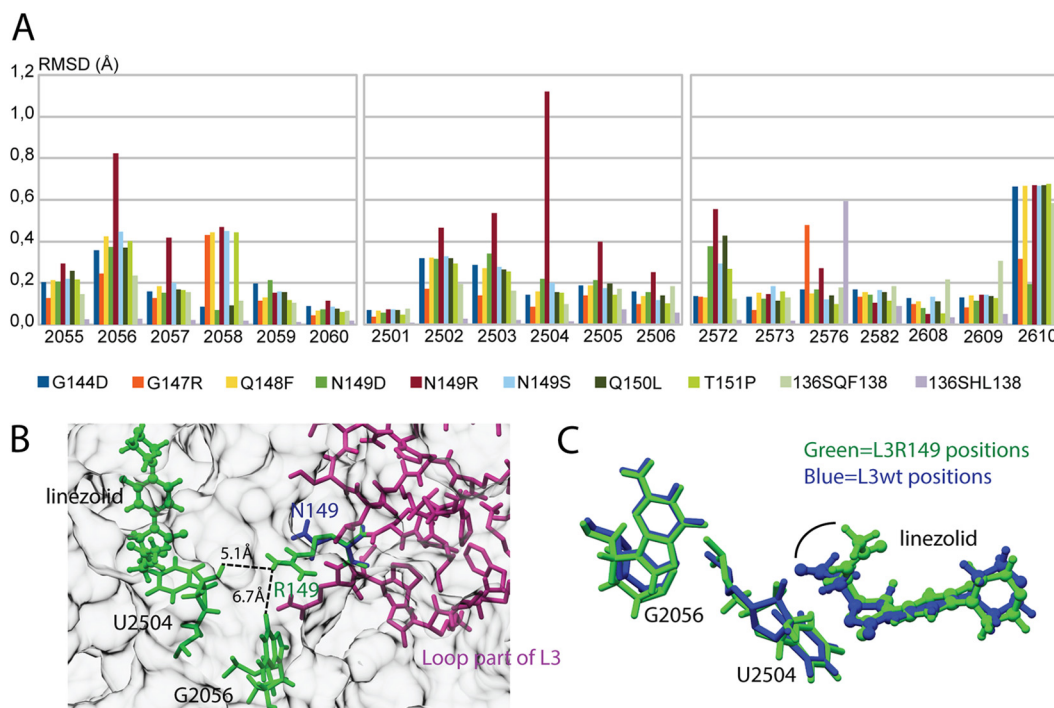 A
RMSD (Å)
1,2
1,0
0,8
0,6
0,4
0,2
0,0
2055 2056 2057 2058 2059 2060 2501 2502 2503 2504 2505 2506 2572 2573 2576 2582 2608 2609 2610
G144D G147R Q148F N149D N149R N149S Q150L T151P 136SQF138 136SHL138
B
linezolid
N149
5.1Å
6.7Å
R149
U2504
G2056
Loop part of L3
C
Green=L3R149 positions
Blue=L3wt positions
linezolid
G2056
U2504